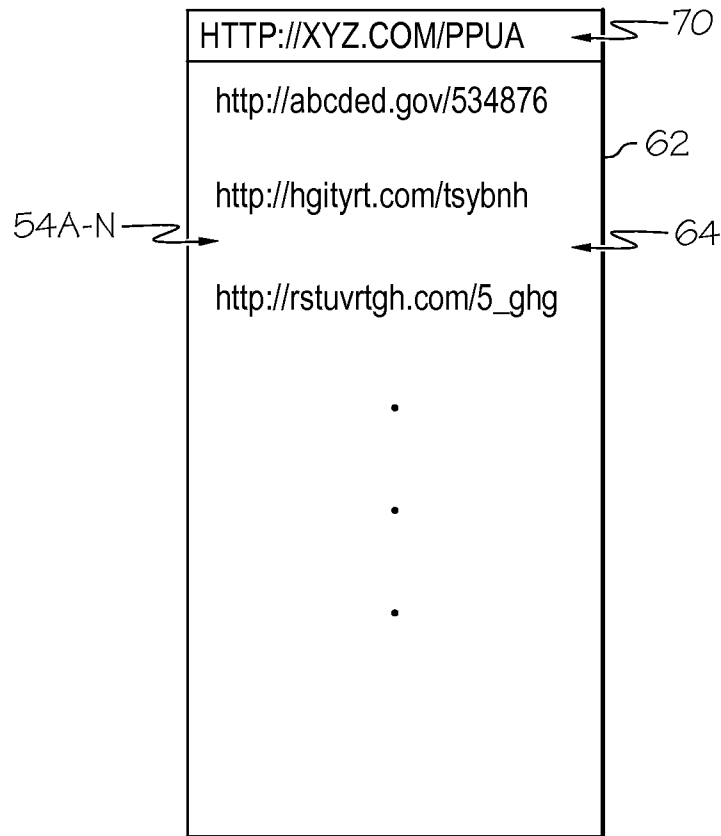 HTTP://XYZ.COM/PPUA
70
http://abcded.gov/534876
62
http://hgityrt.com/tsybnh
54A-N
64
http://rstuvrtgh.com/5_ghg